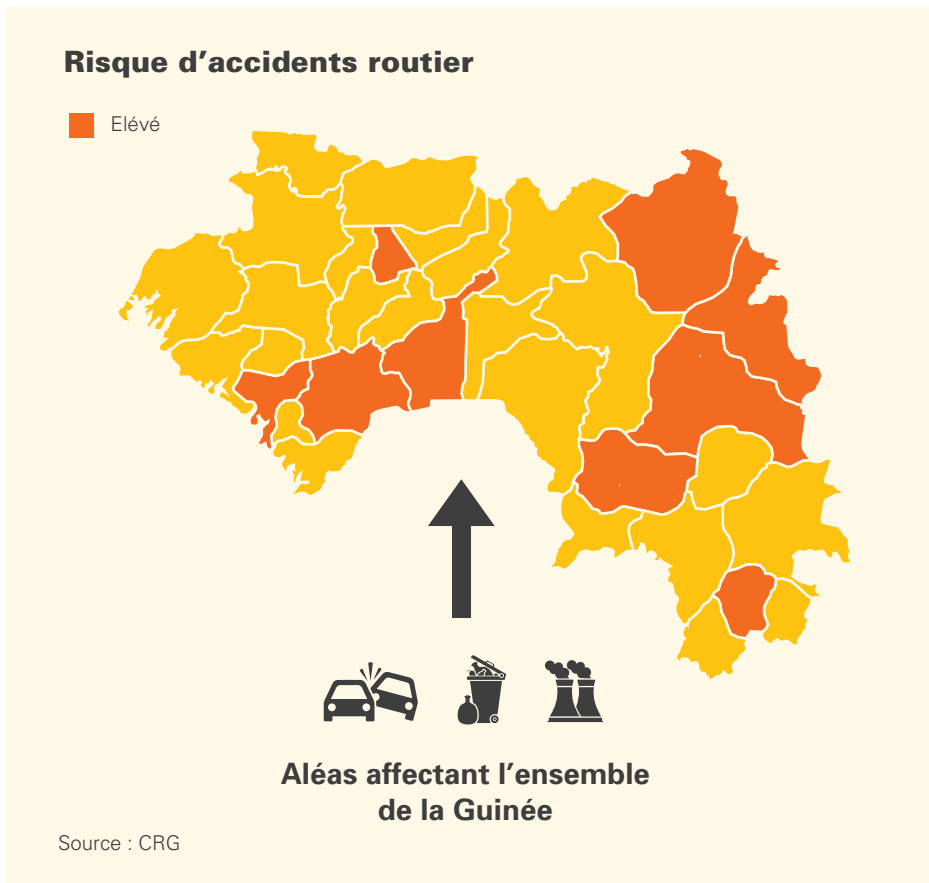 Risque d’accidents routier
Elévé
Aléas affectant l’ensemble
de la Guinée
Source : CRG